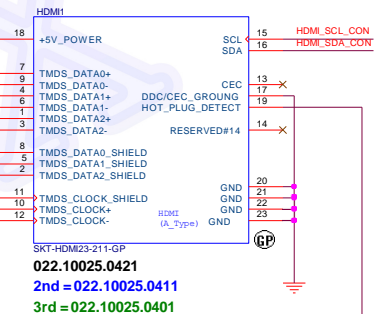 HDMI1
18 +5V_POWER SCL 15 HDMI_SCL_CON
SDA 16 HDMI_SDA_CON
7 TMDS_DATA0+
9 TMDS_DATA0- CEC 13
4 TMDS_DATA1+ DDC/CEC_GROUNG 17
6 TMDS_DATA1- HOT_PLUG_DETECT 19
1 TMDS_DATA2+
3 TMDS_DATA2- RESERVED#14 14
8 TMDS_DATA0_SHIELD
5 TMDS_DATA1_SHIELD
2 TMDS_DATA2_SHIELD
GND 20
11 TMDS_CLOCK_SHIELD GND 21
10 TMDS_CLOCK+ HDMI GND 22
12 TMDS_CLOCK- (A_Type) GND 23
SKT-HDMI23-211-GP GP
022.10025.0421
2nd = 022.10025.0411
3rd = 022.10025.0401